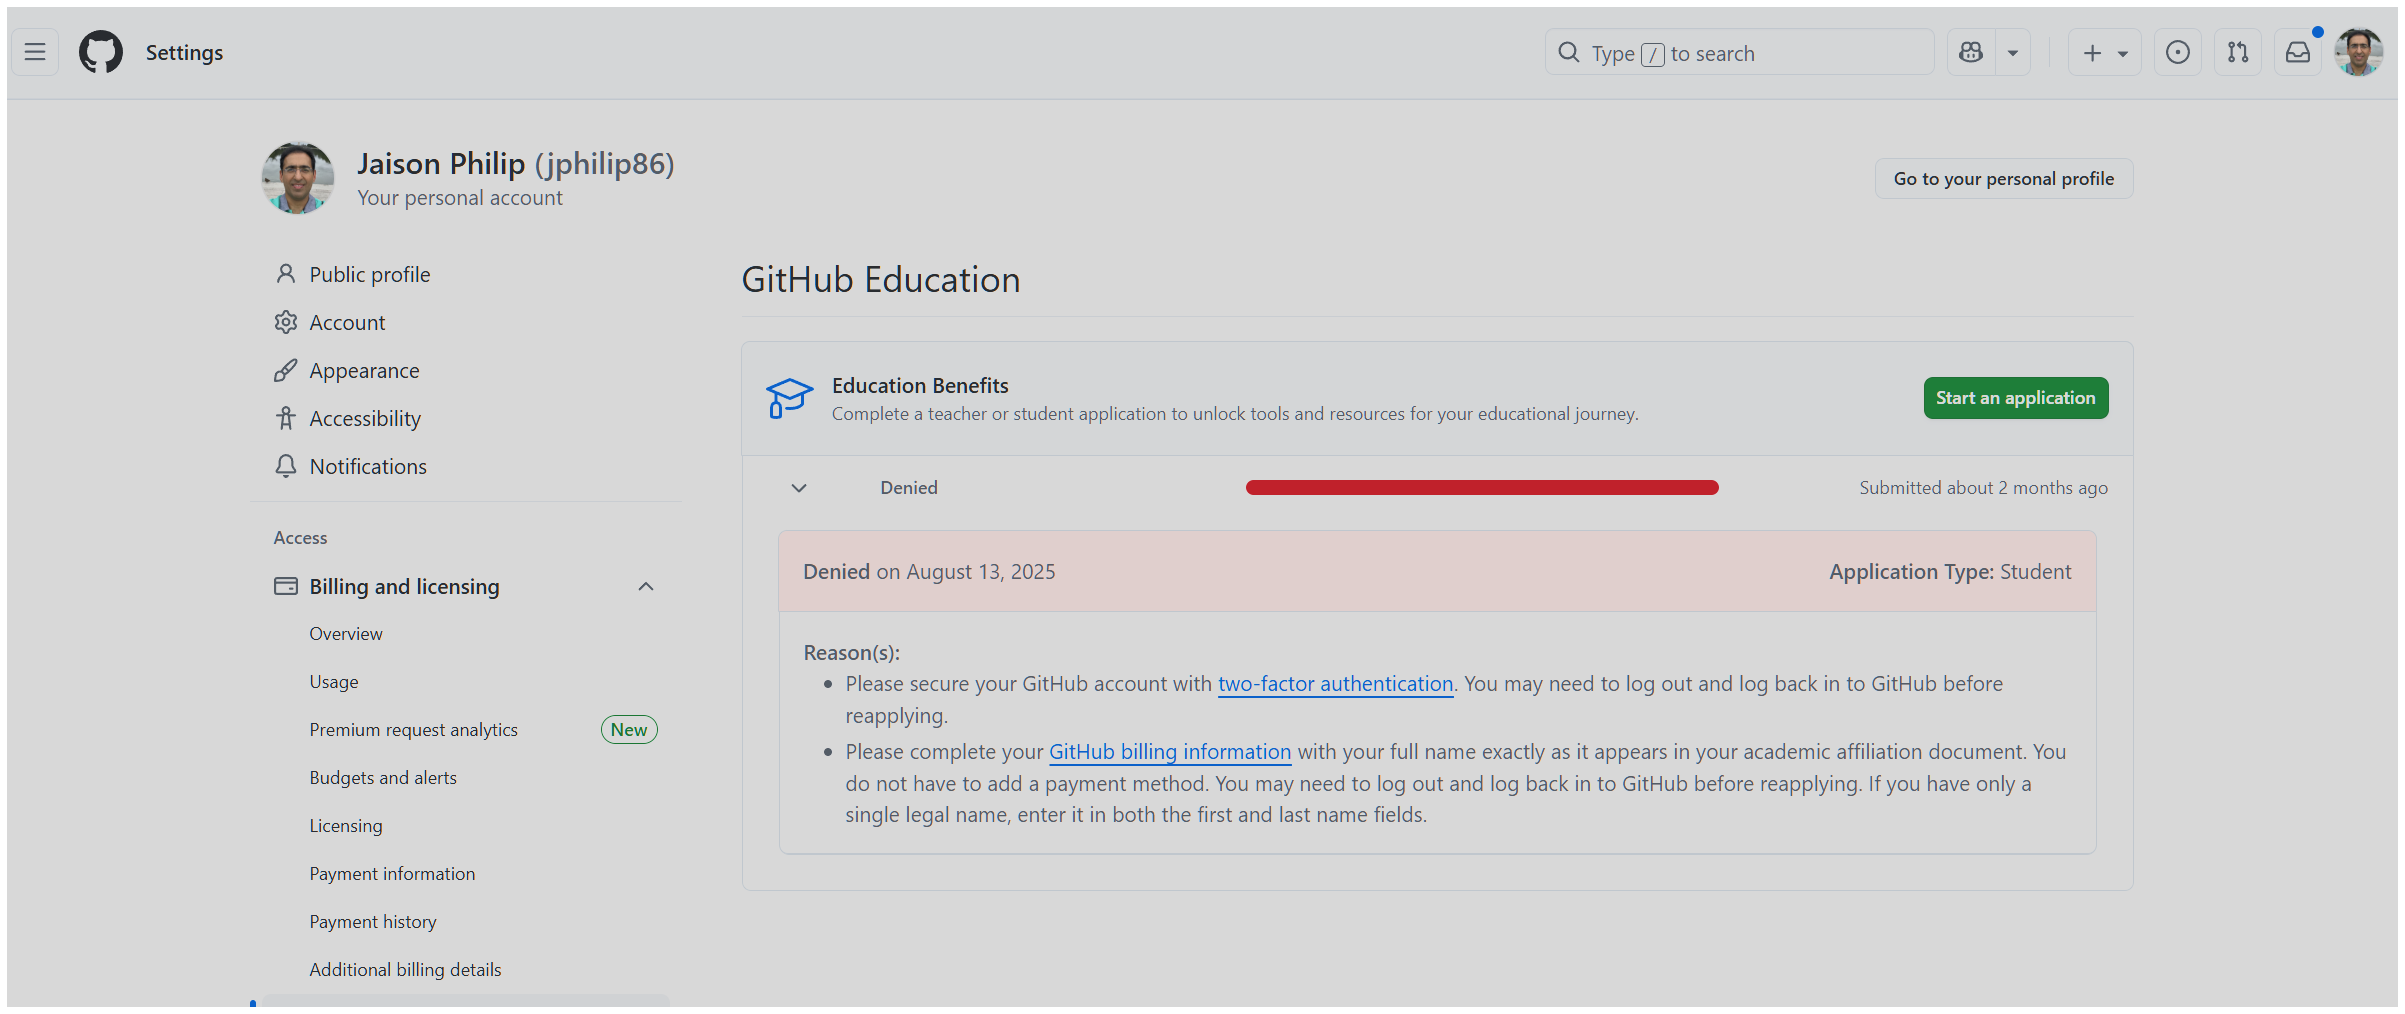 Settings
Type / to search
Jaison Philip (jphilip86)
Your personal account
Go to your personal profile
Public profile
Account
Appearance
Accessibility
Notifications
Access
Billing and licensing
Overview
Usage
Premium request analytics New
Budgets and alerts
Licensing
Payment information
Payment history
Additional billing details
GitHub Education
Education Benefits
Complete a teacher or student application to unlock tools and resources for your educational journey.
Start an application
Denied Submitted about 2 months ago
Denied on August 13, 2025 Application Type: Student
Reason(s):
Please secure your GitHub account with two-factor authentication. You may need to log out and log back in to GitHub before
reapplying.
Please complete your GitHub billing information with your full name exactly as it appears in your academic affiliation document. You
do not have to add a payment method. You may need to log out and log back in to GitHub before reapplying. If you have only a
single legal name, enter it in both the first and last name fields.